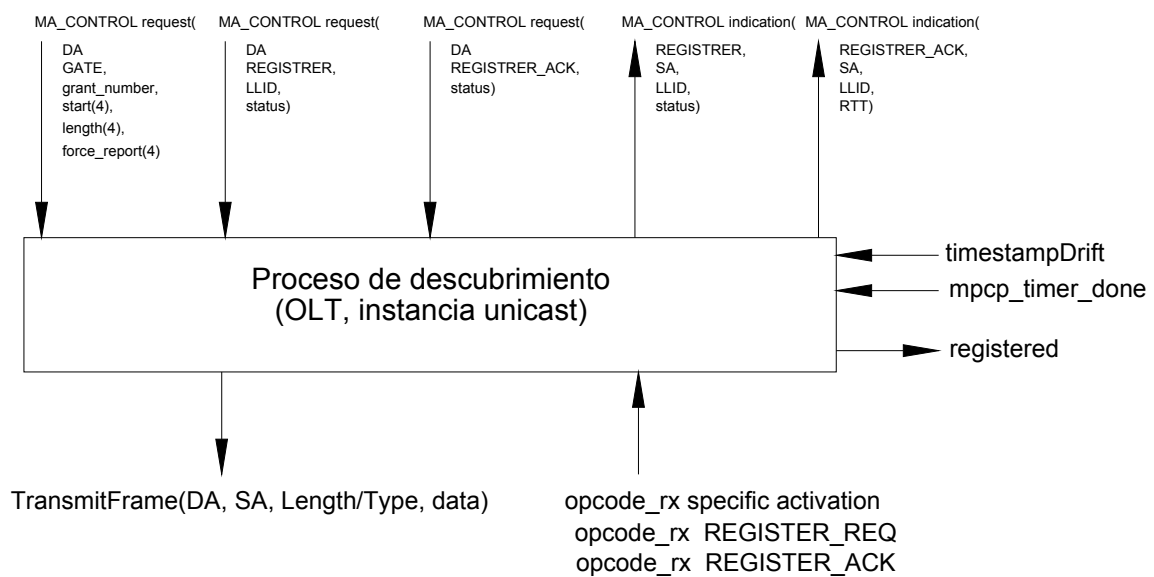 MA_CONTROL request(
DA
GATE,
grant_number,
start(4),
length(4),
force_report(4)
MA_CONTROL request(
DA
REGISTRER,
LLID,
status)
MA_CONTROL request(
DA
REGISTRER_ACK,
status)
MA_CONTROL indication(
REGISTRER,
SA,
LLID,
status)
MA_CONTROL indication(
REGISTRER_ACK,
SA,
LLID,
RTT)
Proceso de descubrimiento
(OLT, instancia unicast)
timestampDrift
mpcp_timer_done
registered
TransmitFrame(DA, SA, Length/Type, data)
opcode_rx specific activation
opcode_rx REGISTER_REQ
opcode_rx REGISTER_ACK